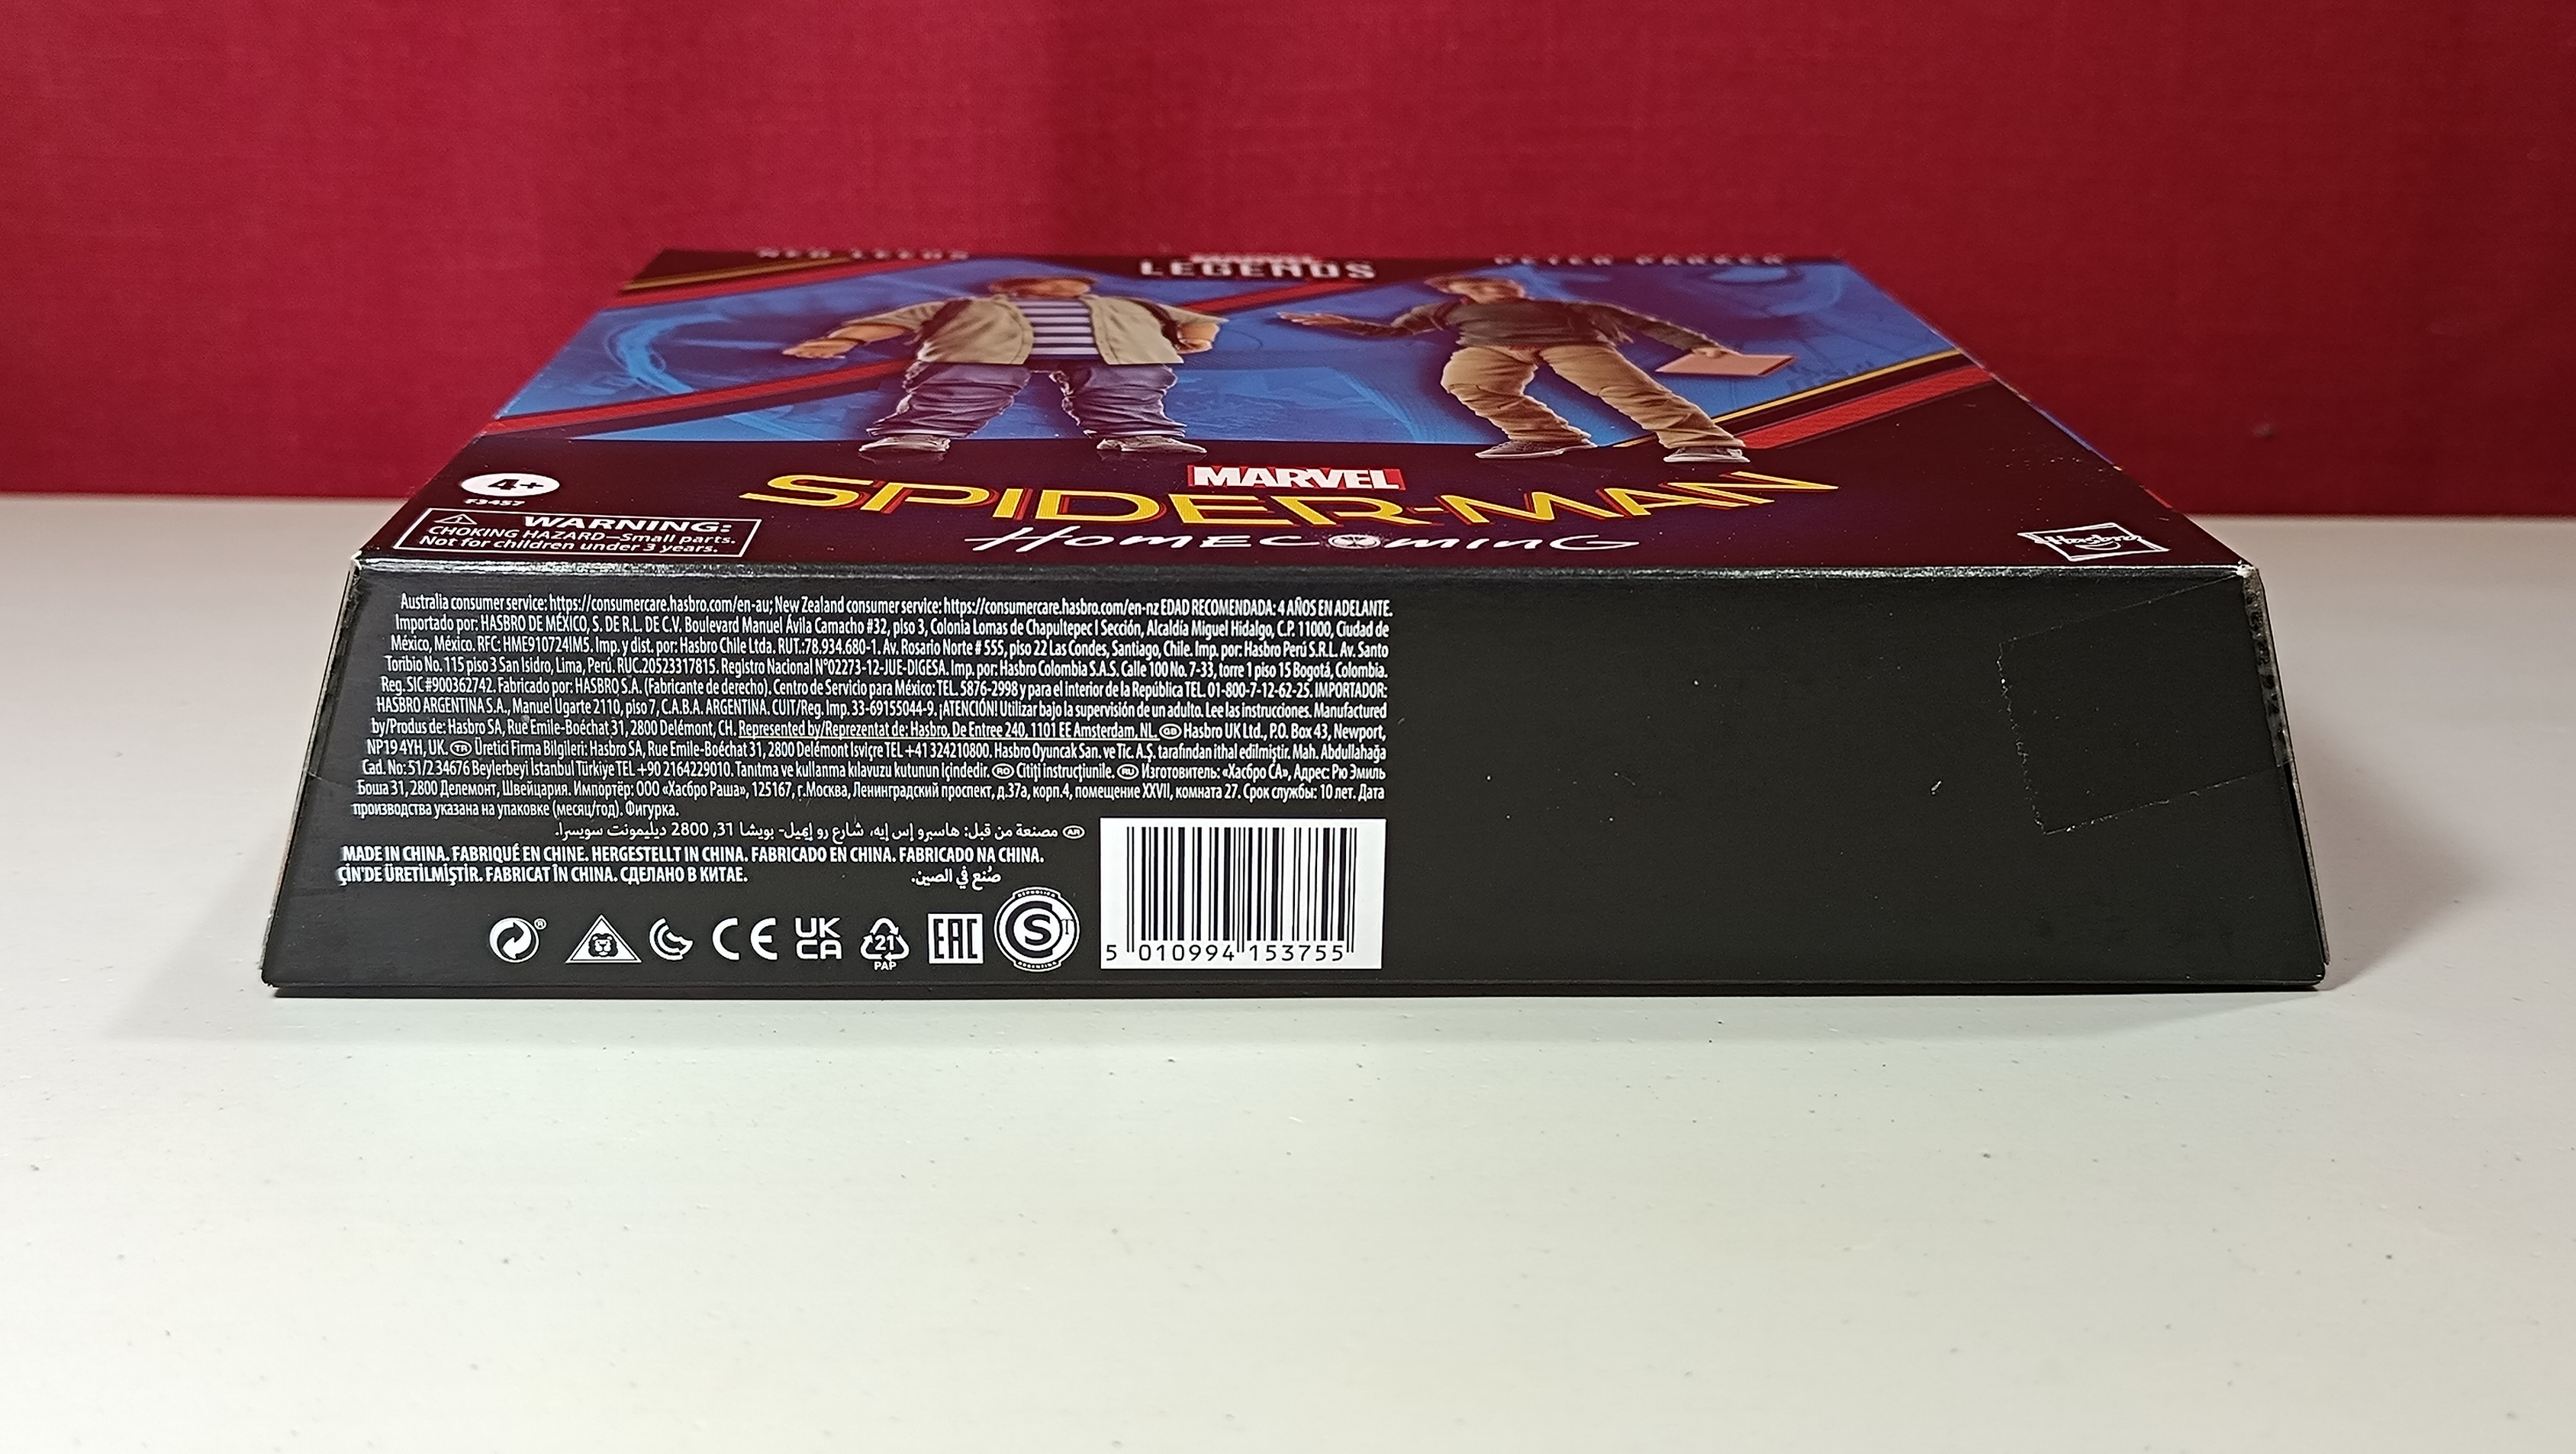 NED LEEDS
MARVEL
LEGENDS
PETER PARKER
4+
F3457
WARNING:
CHOKING HAZARD—Small parts.
Not for children under 3 years.
MARVEL
SPIDER-MAN
HOMECOMING
Hasbro
Australia consumer service: https://consumercare.hasbro.com/en-au; New Zealand consumer service: https://consumercare.hasbro.com/en-nz EDAD RECOMENDADA: 4 AÑOS EN ADELANTE.
Importado por: HASBRO DE MÉXICO, S. DE R.L. DE C.V. Boulevard Manuel Ávila Camacho #32, piso 3, Colonia Lomas de Chapultepec I Sección, Alcaldía Miguel Hidalgo, C.P. 11000, Ciudad de
México, México. RFC: HME910724IM5. Imp. y dist. por: Hasbro Chile Ltda. RUT.:78.934.680-1. Av. Rosario Norte # 555, piso 22 Las Condes, Santiago, Chile. Imp. por: Hasbro Perú S.R.L. Av. Santo
Toribio No. 115 piso 3 San Isidro, Lima, Perú. RUC.20523317815. Registro Nacional N°02273-12-JUE-DIGESA. Imp. por: Hasbro Colombia S.A.S. Calle 100 No. 7-33, torre 1 piso 15 Bogotá, Colombia.
Reg. SIC #900362742. Fabricado por: HASBRO S.A. (Fabricante de derecho). Centro de Servicio para México: TEL. 5876-2998 y para el Interior de la República TEL. 01-800-7-12-62-25. IMPORTADOR:
HASBRO ARGENTINA S.A., Manuel Ugarte 2110, piso 7, C.A.B.A. ARGENTINA. CUIT/Reg. Imp. 33-69155044-9. ¡ATENCIÓN! Utilizar bajo la supervisión de un adulto. Lee las instrucciones. Manufactured
by/Produs de: Hasbro SA, Rue Emile-Boéchat 31, 2800 Delémont, CH. Represented by/Reprezentat de: Hasbro, De Entree 240, 1101 EE Amsterdam, NL. GB Hasbro UK Ltd., P.O. Box 43, Newport,
NP19 4YH, UK. TR Üretici Firma Bilgileri: Hasbro SA, Rue Emile-Boéchat 31, 2800 Delémont İsviçre TEL +41 324210800. Hasbro Oyuncak San. ve Tic. A.Ş. tarafından ithal edilmiştir. Mah. Abdullahağa
Cad. No: 51/2 34676 Beylerbeyi İstanbul Türkiye TEL +90 2164229010. Tanıtma ve kullanma kılavuzu kutunun İçindedir. RO Citiți instrucțiunile. RU Изготовитель: «Хасбро СА», Адрес: Рю Эмиль
Боша 31, 2800 Делемонт, Швейцария. Импортёр: ООО «Хасбро Раша», 125167, г.Москва, Ленинградский проспект, д.37а, корп.4, помещение XXVII, комната 27. Срок службы: 10 лет. Дата
производства указана на упаковке (месяц/год). Фигурка.
AR مصنعة من قبل: هاسبرو إس إيه، شارع رو إميل- بويشا 31, 2800 ديليمونت سويسرا.
MADE IN CHINA. FABRIQUÉ EN CHINE. HERGESTELLT IN CHINA. FABRICADO EN CHINA. FABRICADO NA CHINA.
ÇİN'DE ÜRETİLMİŞTİR. FABRICAT ÎN CHINA. СДЕЛАНО В КИТАЕ. صُنع في الصين.
® CE UK CA 21 PAP EAC REPUBLICA S ARGENTINA
5 010994 153755